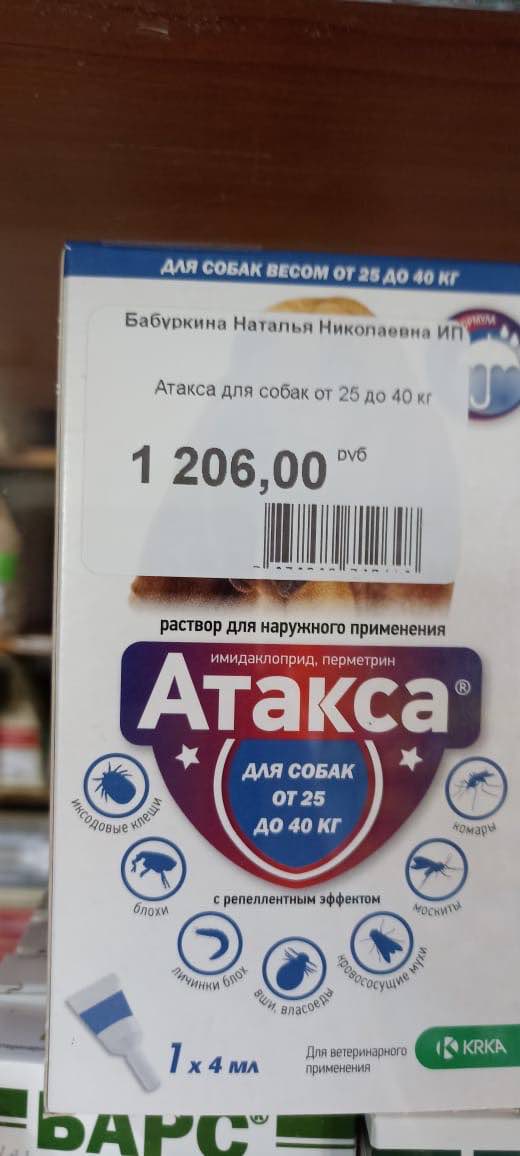 ДЛЯ СОБАК ВЕСОМ ОТ 25 ДО 40 КГ
Бабуркина Наталья Николаевна ИП
Атакса для собак от 25 до 40 кг
1 206,00 руб
раствор для наружного применения
имидаклоприд, перметрин
Атакса®
ДЛЯ СОБАК
ОТ 25
ДО 40 КГ
иксодовые клещи
комары
блохи
москиты
с репеллентным эффектом
личинки блох
кровососущие мухи
вши, власоеды
1 x 4 мл
Для ветеринарного
применения
KRKA
БАРС®